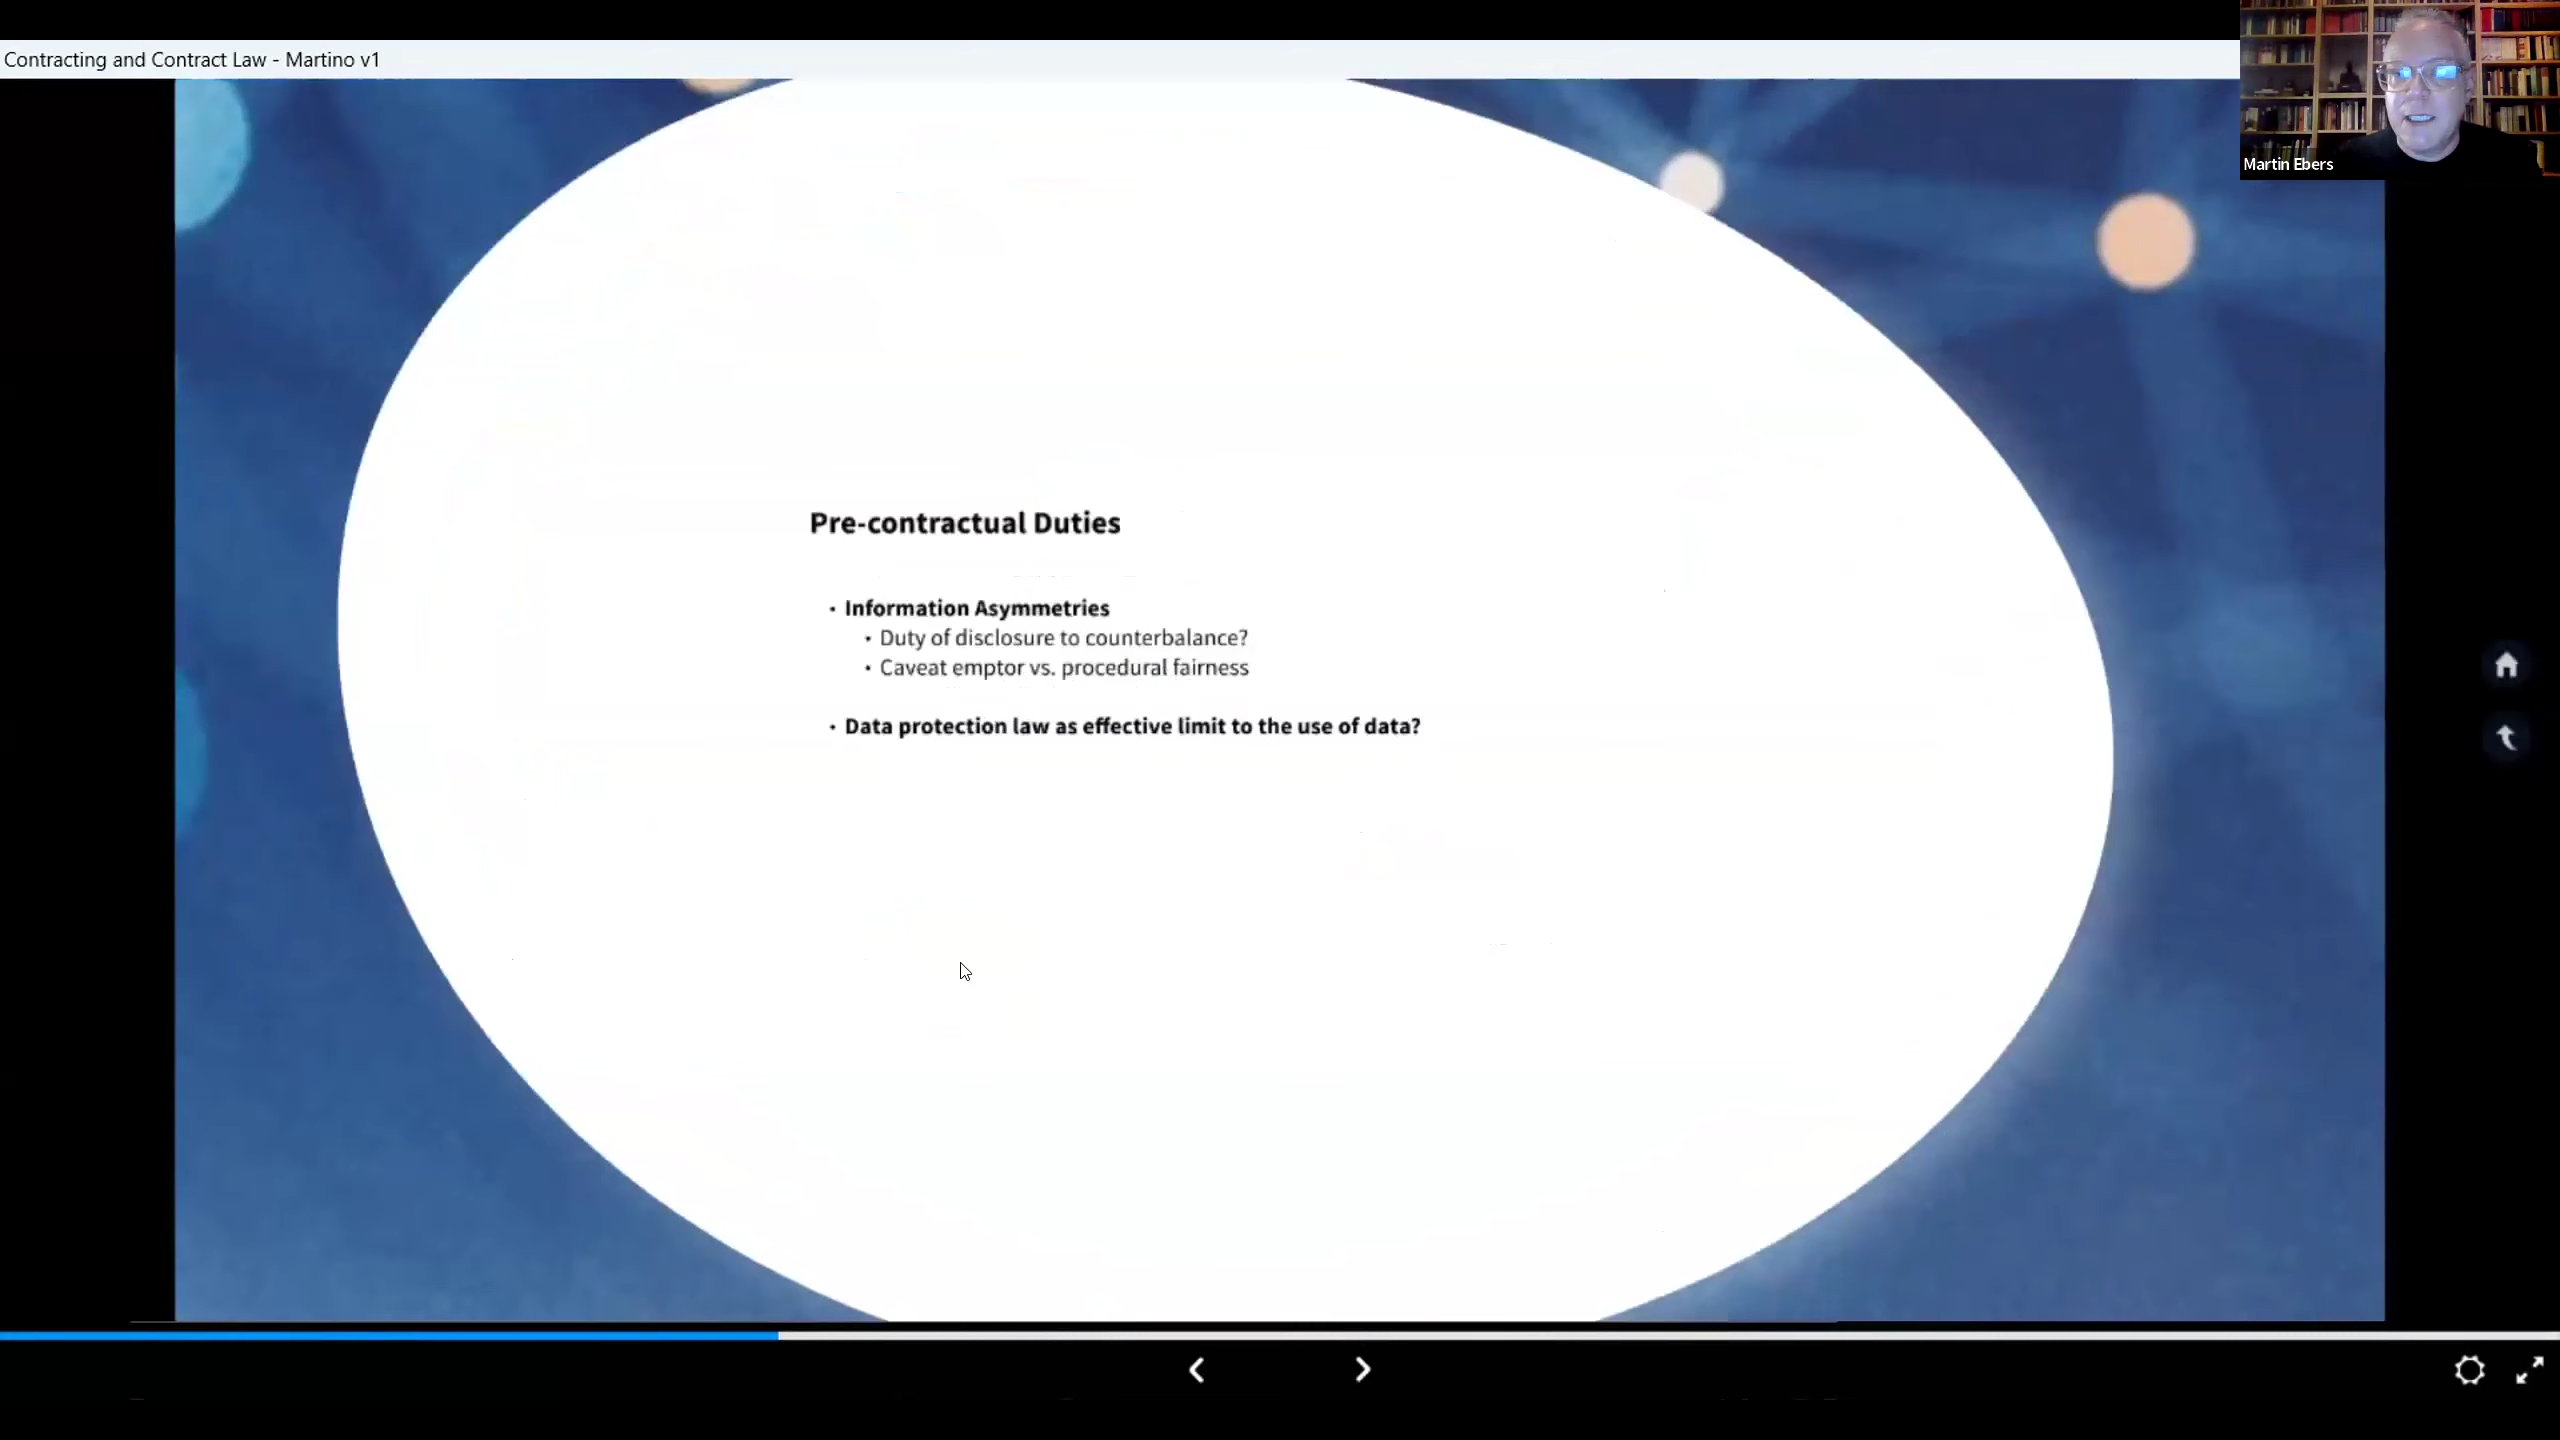 Contracting and Contract Law - Martino v1
Martin Ebers
Pre-contractual Duties
• Information Asymmetries
• Duty of disclosure to counterbalance?
• Caveat emptor vs. procedural fairness
• Data protection law as effective limit to the use of data?